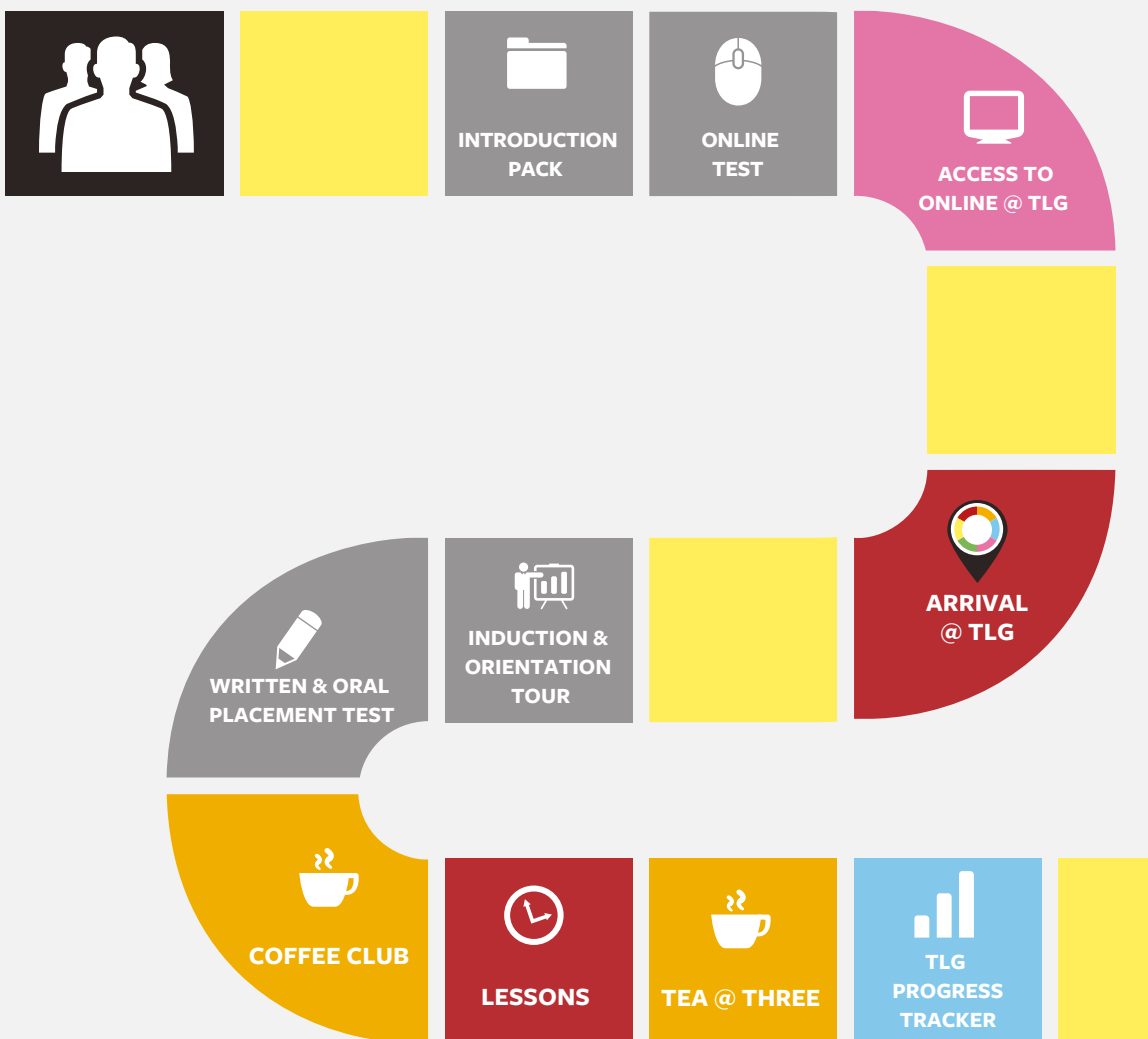 INTRODUCTION
PACK
ONLINE
TEST
ACCESS TO
ONLINE @ TLG
ARRIVAL
@ TLG
INDUCTION &
ORIENTATION
TOUR
WRITTEN & ORAL
PLACEMENT TEST
COFFEE CLUB
LESSONS
TEA @ THREE
TLG
PROGRESS
TRACKER